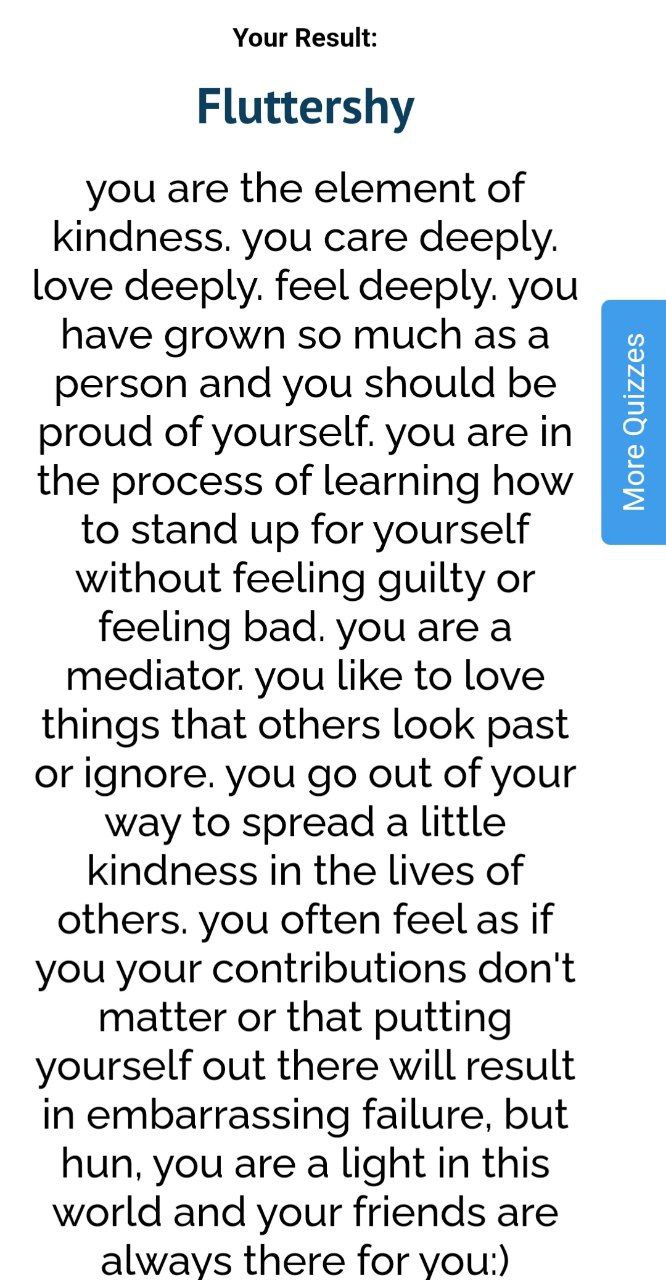 Your Result:
Fluttershy
you are the element of
kindness. you care deeply.
love deeply. feel deeply. you
have grown so much as a
person and you should be
proud of yourself. you are in
the process of learning how
to stand up for yourself
without feeling guilty or
feeling bad. you are a
mediator. you like to love
things that others look past
or ignore. you go out of your
way to spread a little
kindness in the lives of
others. you often feel as if
you your contributions don't
matter or that putting
yourself out there will result
in embarrassing failure, but
hun, you are a light in this
world and your friends are
always there for you:)
More Quizzes